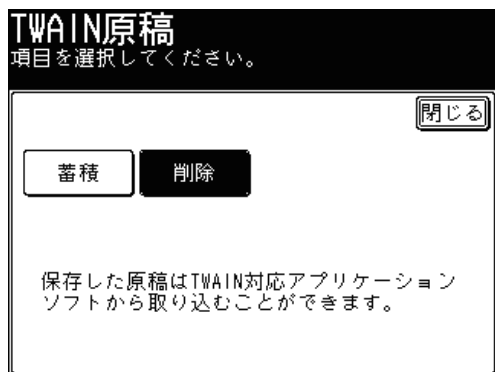 TWAIN原稿
項目を選択してください。
閉じる
蓄積 削除
保存した原稿はTWAIN対応アプリケーション
ソフトから取り込むことができます。